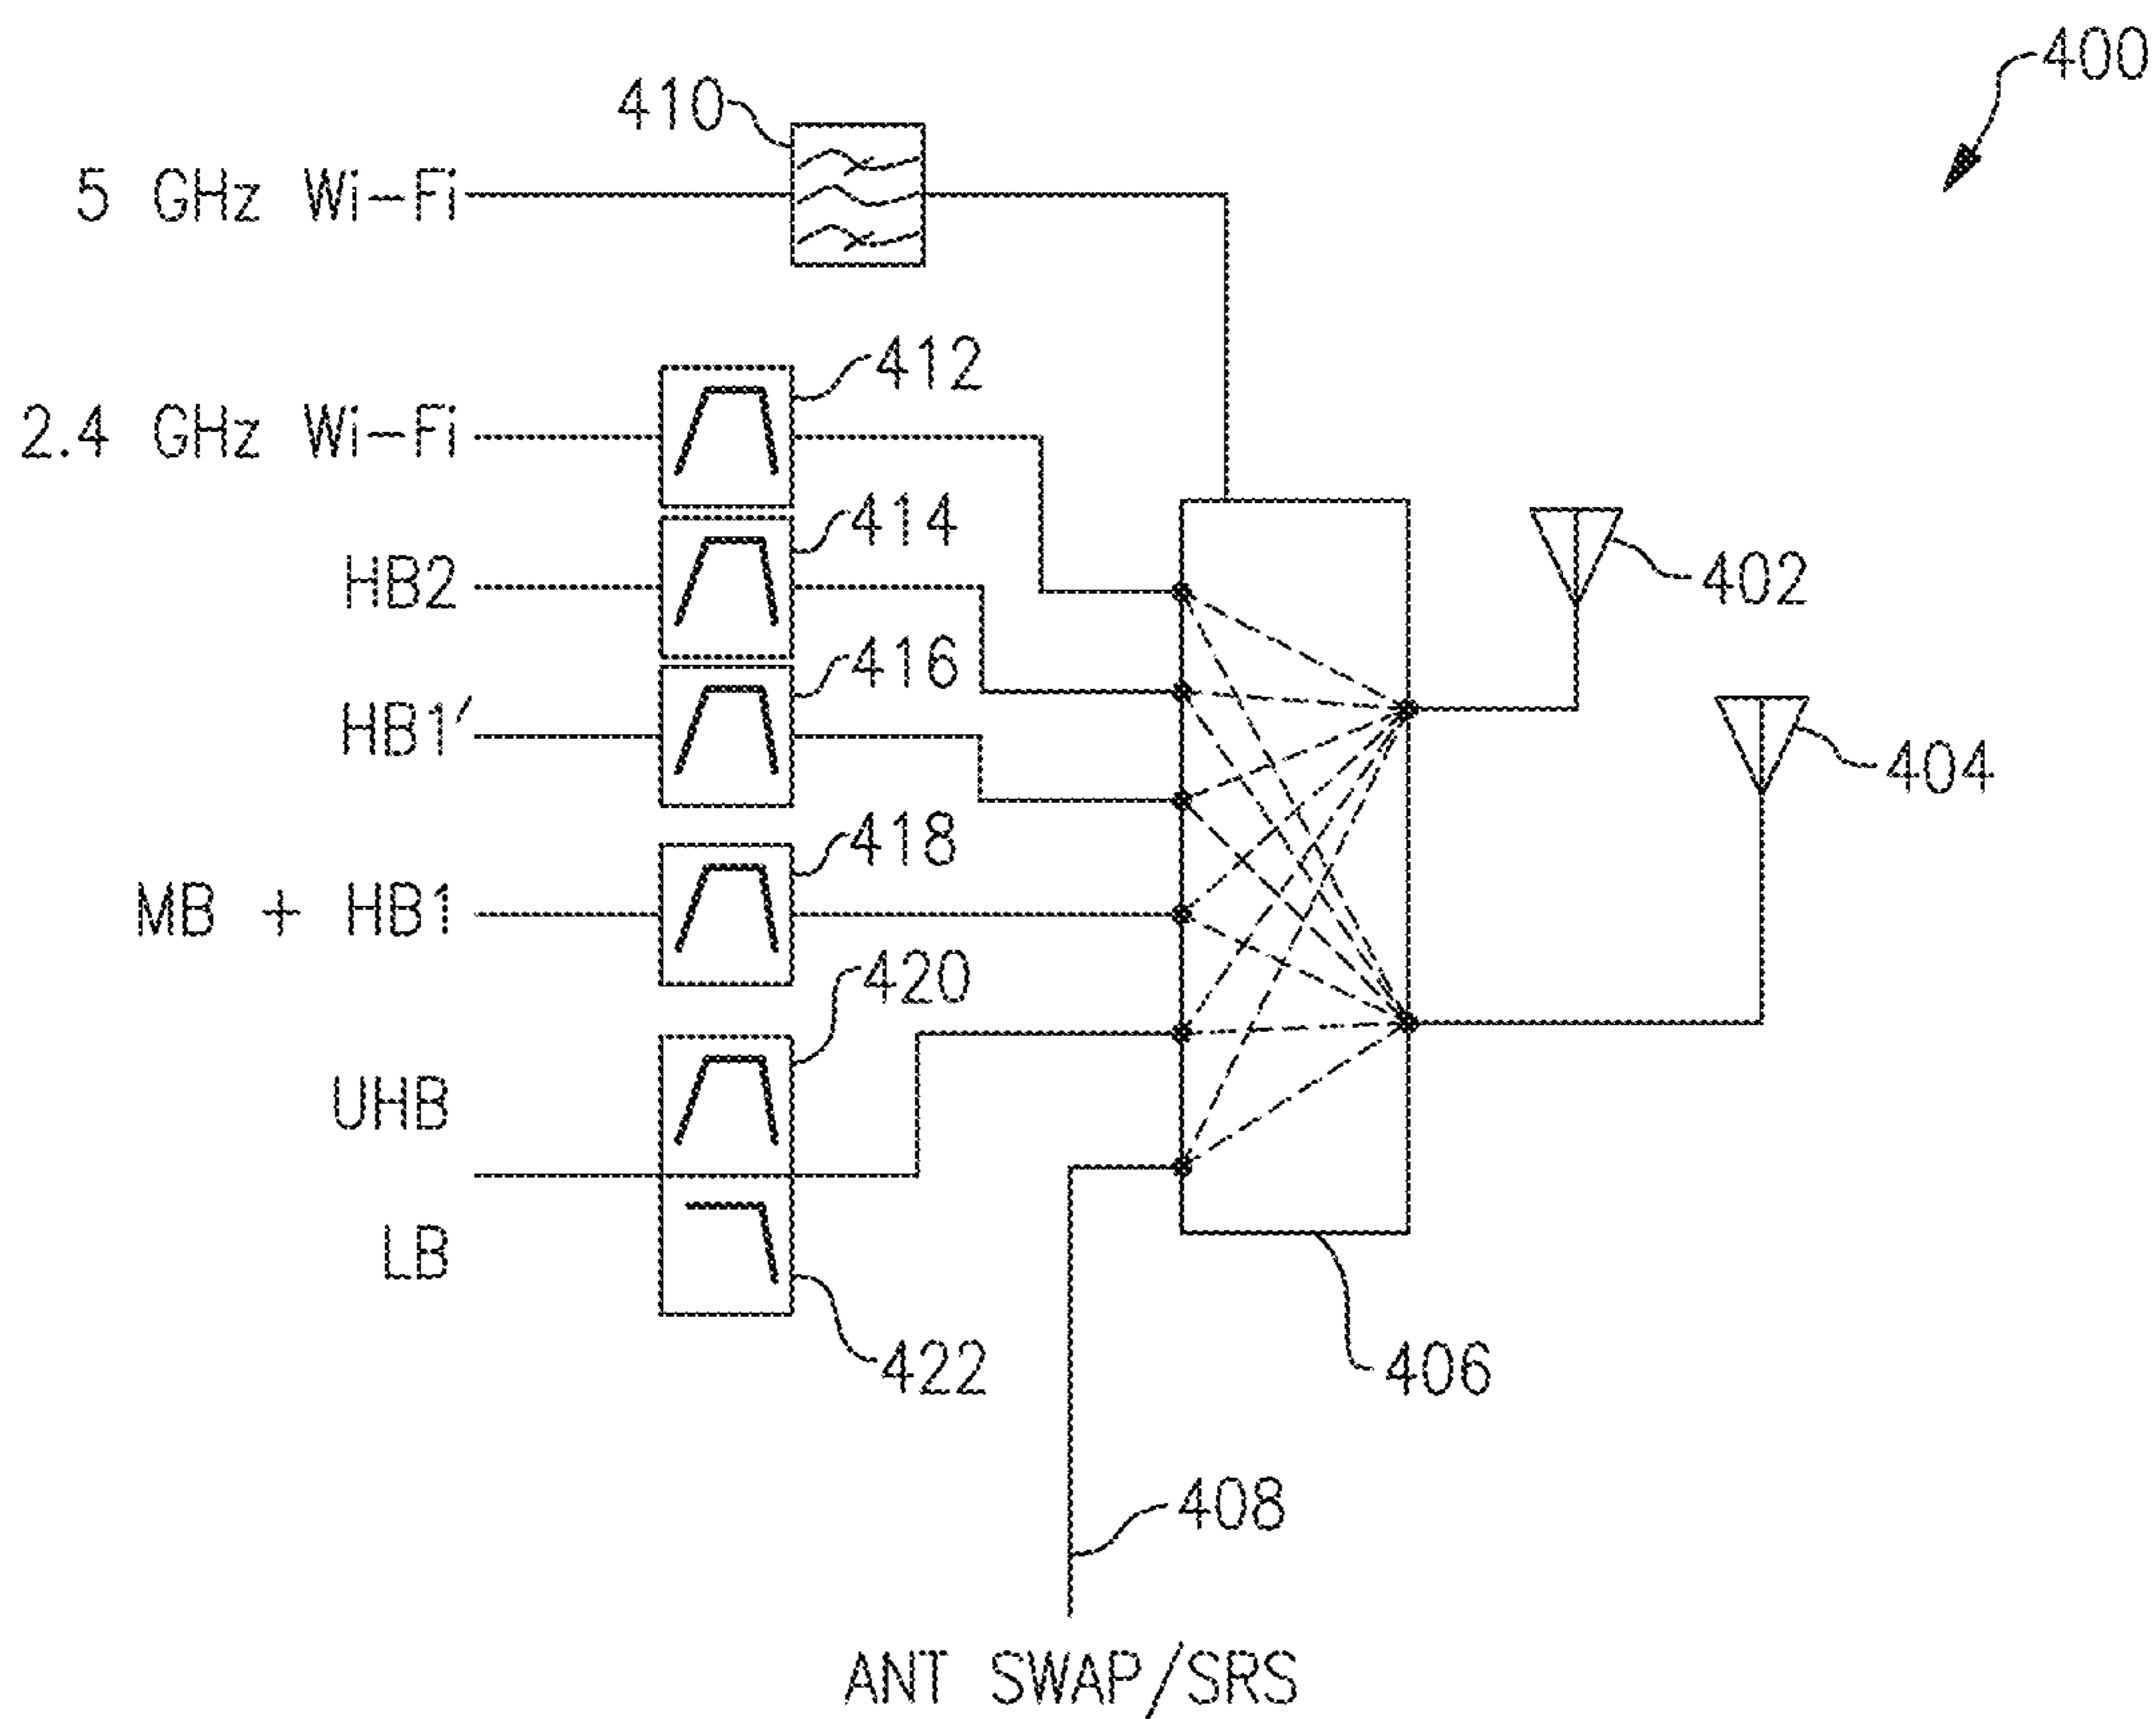 400
410
5 GHz Wi-Fi
412
2.4 GHz Wi-Fi
414
HB2
402
416
HB1′
404
418
MB + HB1
420
UHB
LB
422
406
408
ANT SWAP/SRS